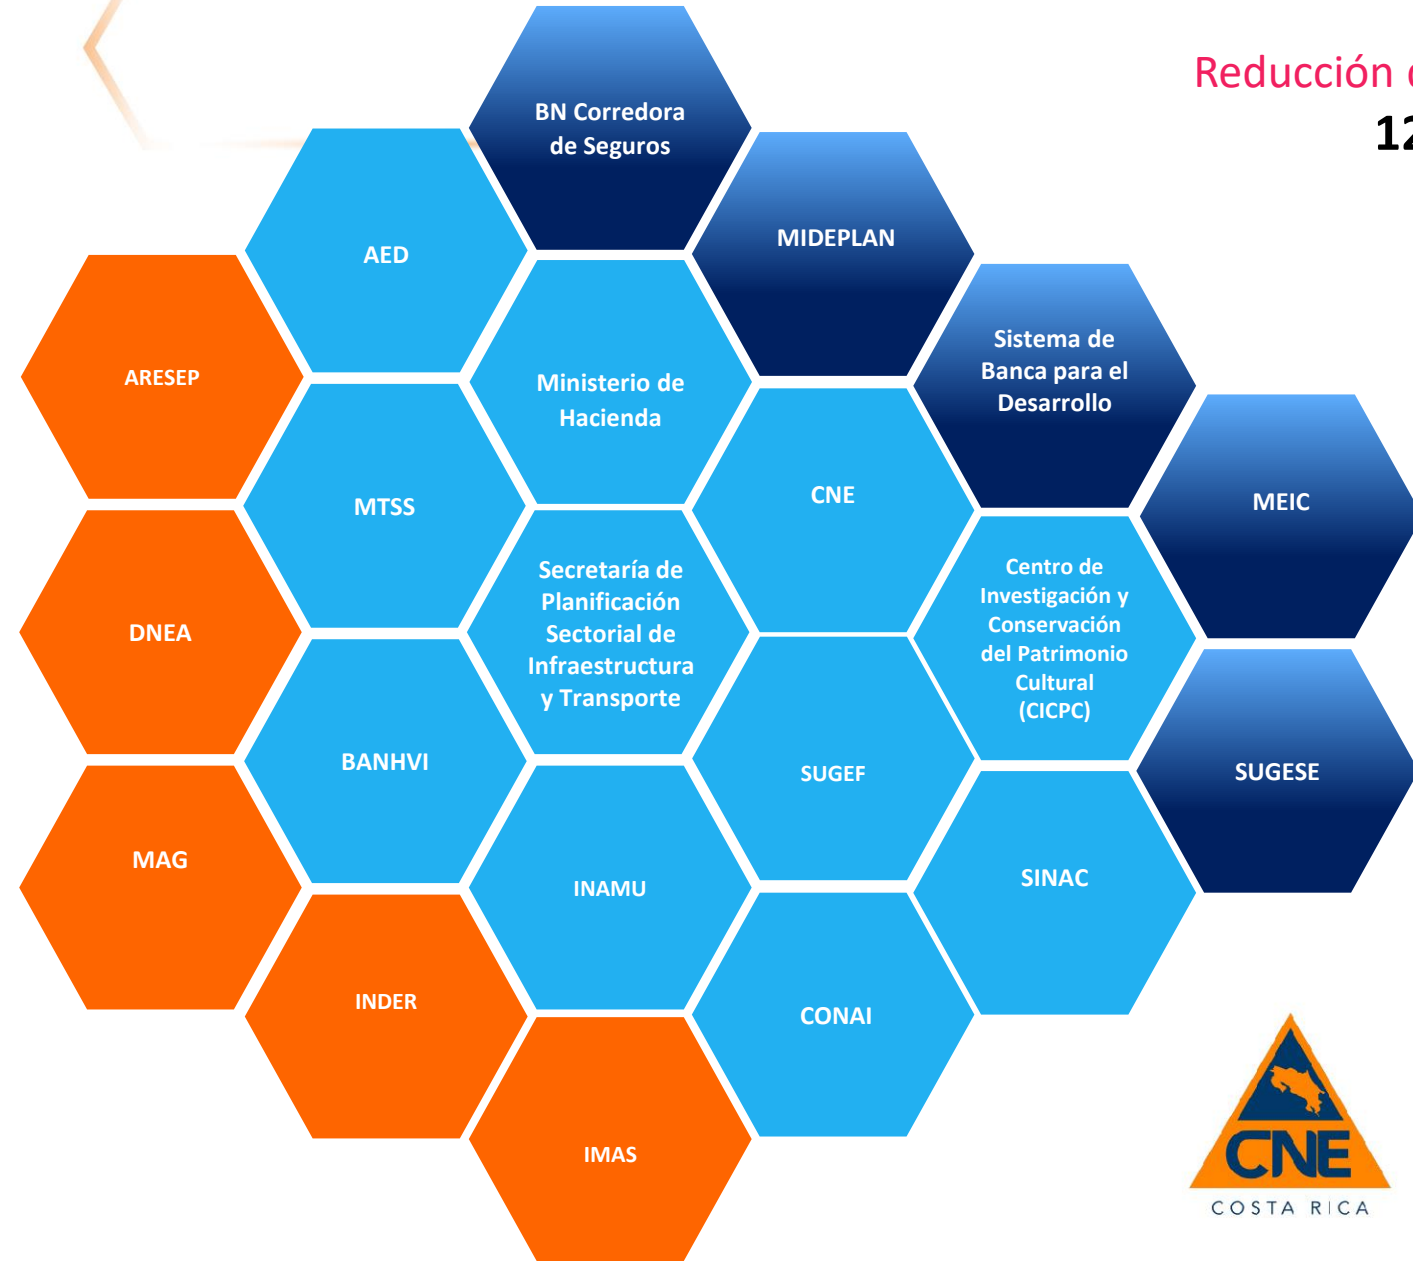 Reducción
12
BN Corredora
de Seguros
MIDEPLAN
AED
Sistema de
Banca para el
Desarrollo
ARESEP
Ministerio de
Hacienda
MEIC
CNE
MTSS
Centro de
Investigación y
Conservación
del Patrimonio
Cultural
(CICPC)
Secretaría de
Planificación
Sectorial de
Infraestructura
y Transporte
DNEA
SUGESE
BANHVI
SUGEF
MAG
SINAC
INAMU
INDER
CONAI
IMAS
CNE
COSTA RICA